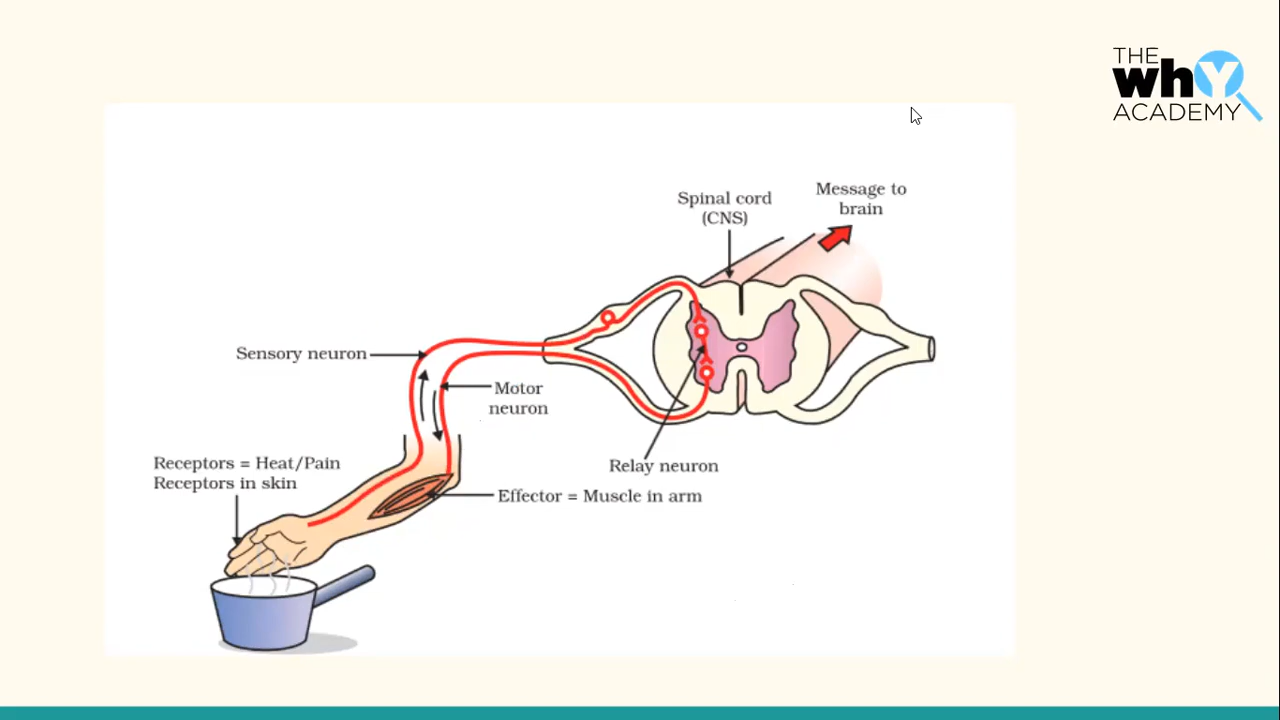 THE
whY
ACADEMY
Spinal cord
(CNS)
Message to
brain
Sensory neuron
Motor
neuron
Receptors = Heat/Pain
Receptors in skin
Relay neuron
Effector = Muscle in arm